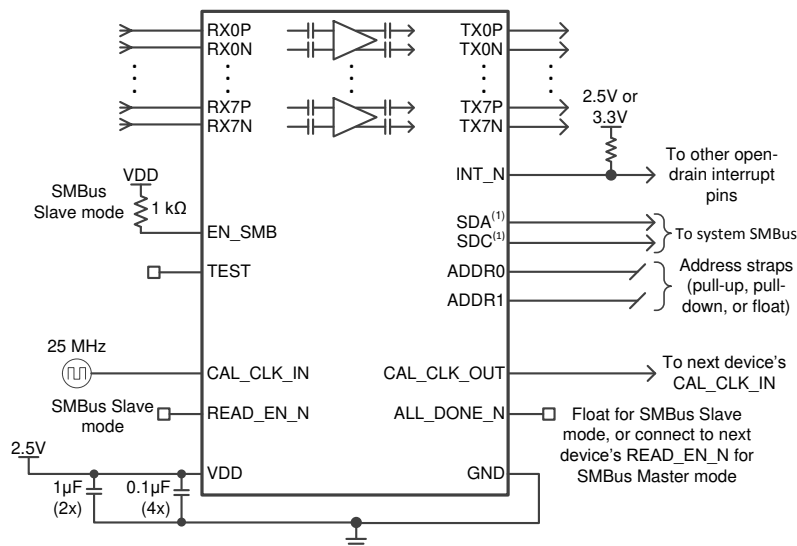 RX0P
RX0N
RX7P
RX7N
TX0P
TX0N
TX7P
TX7N
2.5V or
3.3V
INT_N
To other open-
drain interrupt
pins
VDD
SMBus
Slave mode
1 kΩ
EN_SMB
SDA(1)
SDC(1)
To system SMBus
TEST
ADDR0
ADDR1
Address straps
(pull-up, pull-
down, or float)
25 MHz
CAL_CLK_IN
CAL_CLK_OUT
To next device's
CAL_CLK_IN
SMBus Slave
mode
READ_EN_N
ALL_DONE_N
Float for SMBus Slave
mode, or connect to next
device's READ_EN_N for
SMBus Master mode
2.5V
VDD
GND
1μF
(2x)
0.1μF
(4x)